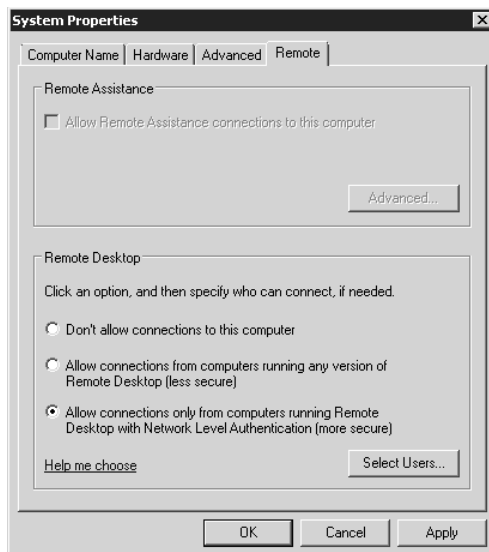 System Properties
Computer Name Hardware Advanced Remote
Remote Assistance
Allow Remote Assistance connections to this computer
Advanced...
Remote Desktop
Click an option, and then specify who can connect, if needed.
Don't allow connections to this computer
Allow connections from computers running any version of
Remote Desktop (less secure)
Allow connections only from computers running Remote
Desktop with Network Level Authentication (more secure)
Help me choose Select Users...
OK Cancel Apply